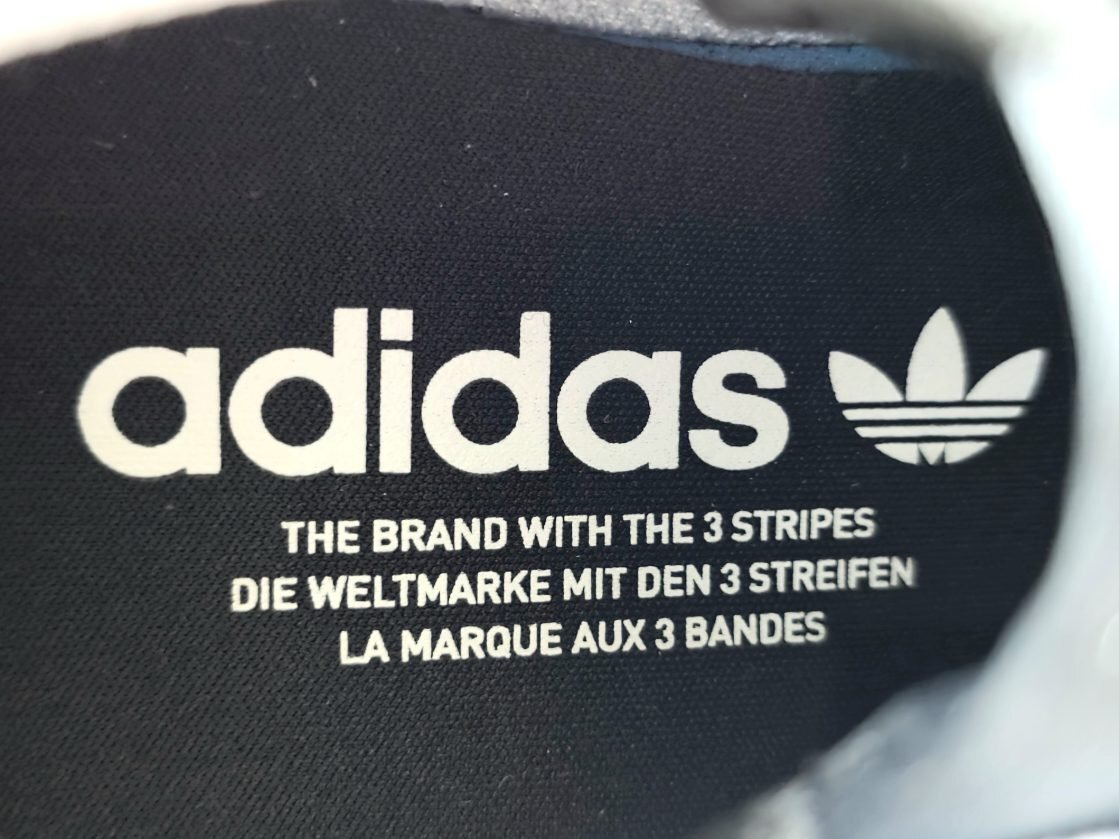 adidas
THE BRAND WITH THE 3 STRIPES
DIE WELTMARKE MIT DEN 3 STREIFEN
LA MARQUE AUX 3 BANDES